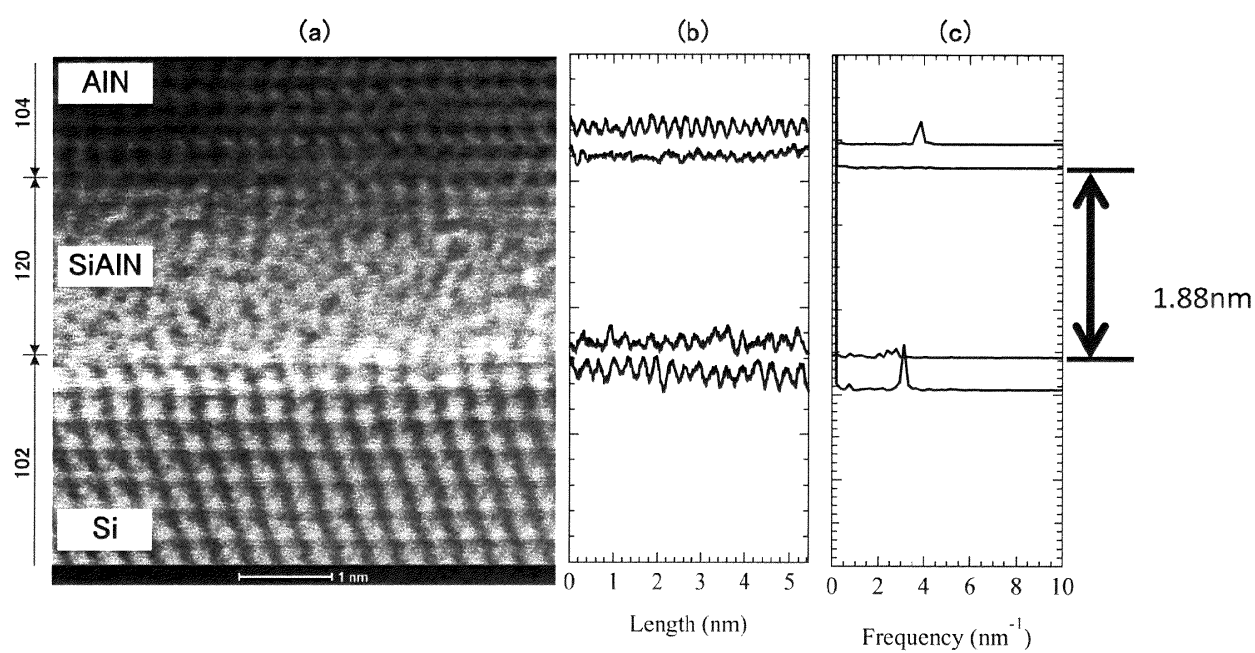 (a)
(b)
(c)
AlN
104
SiAlN
120
102
Si
1 nm
1.88nm
0 1 2 3 4 5
0 2 4 6 8 10
Length (nm)
Frequency (nm⁻¹)